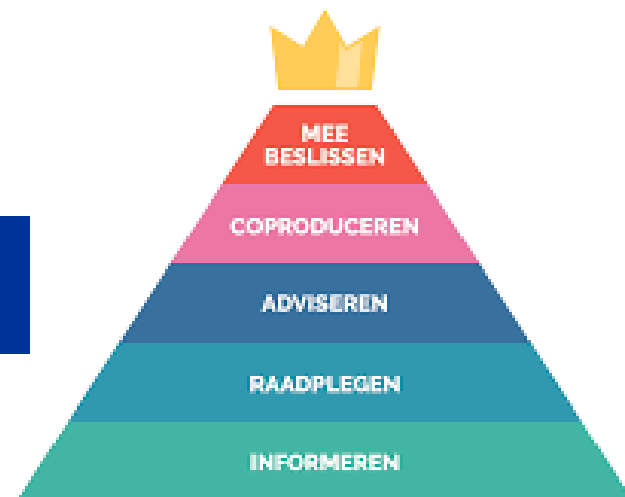 MEE
BESLISSEN
COPRODUCEREN
ADVISEREN
RAADPLEGEN
INFORMEREN